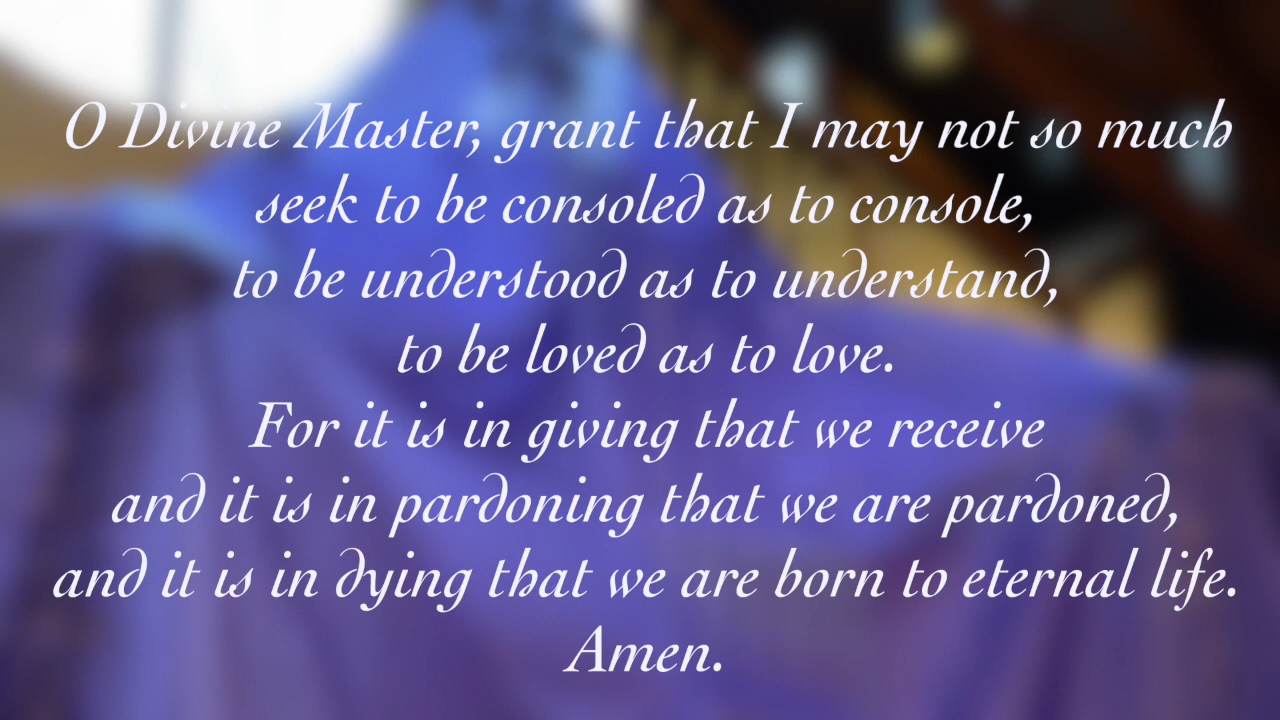 O Divine Master, grant that I may not so much
seek to be consoled as to console,
to be understood as to understand,
to be loved as to love.
For it is in giving that we receive
and it is in pardoning that we are pardoned,
and it is in dying that we are born to eternal life.
Amen.